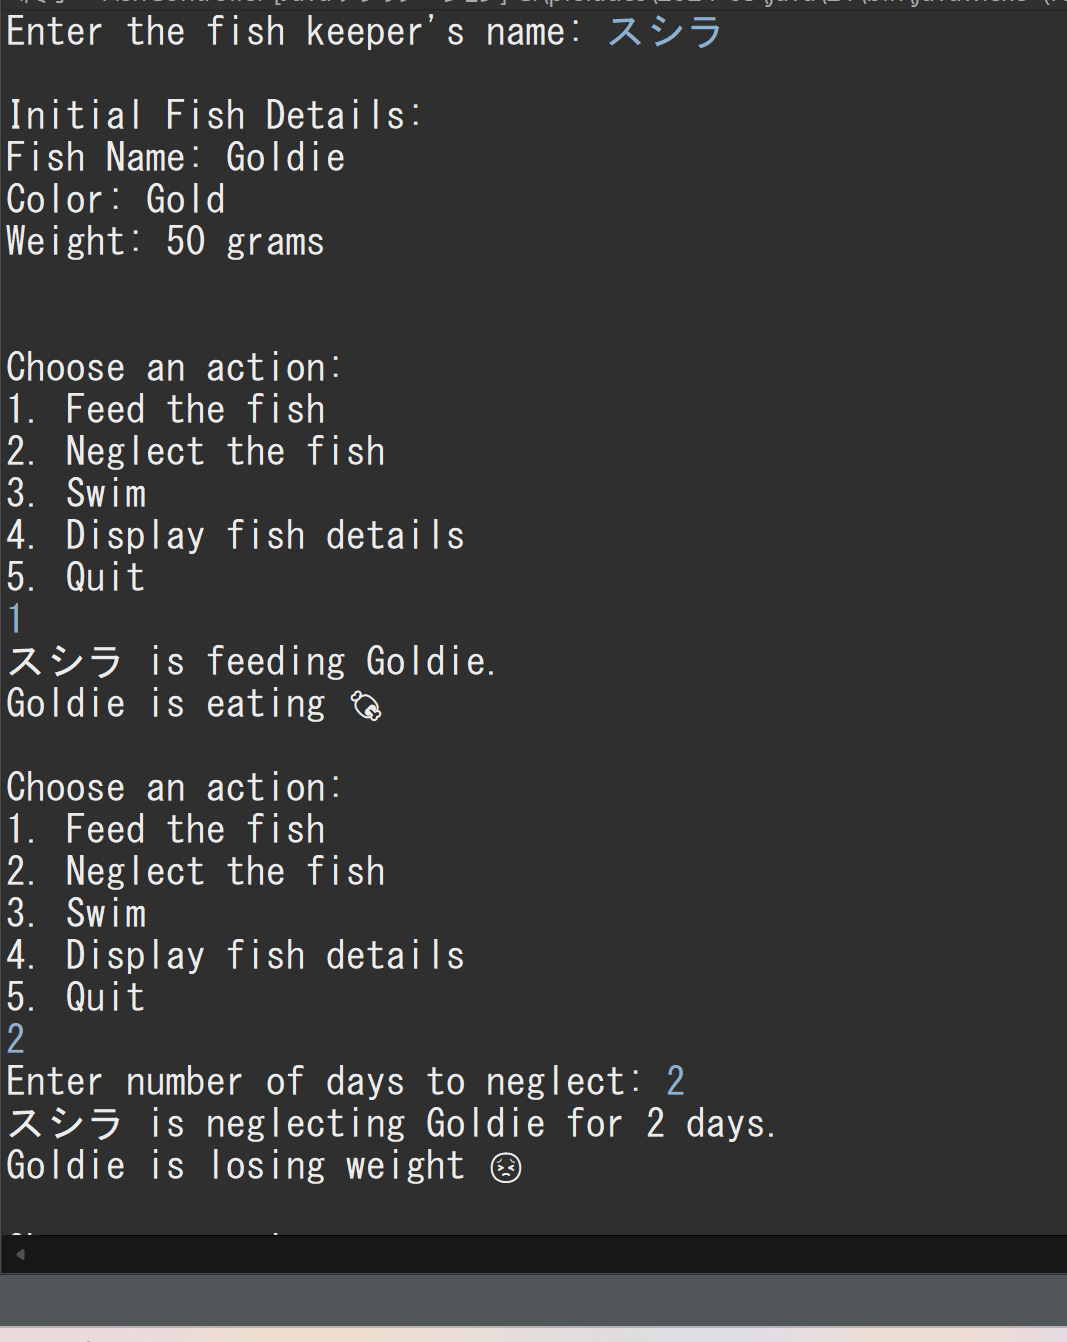 Enter the fish keeper's name: スシラ
Initial Fish Details:
Fish Name: Goldie
Color: Gold
Weight: 50 grams
Choose an action:
1. Feed the fish
2. Neglect the fish
3. Swim
4. Display fish details
5. Quit
1
スシラ is feeding Goldie.
Goldie is eating 🍖
Choose an action:
1. Feed the fish
2. Neglect the fish
3. Swim
4. Display fish details
5. Quit
2
Enter number of days to neglect: 2
スシラ is neglecting Goldie for 2 days.
Goldie is losing weight 😣